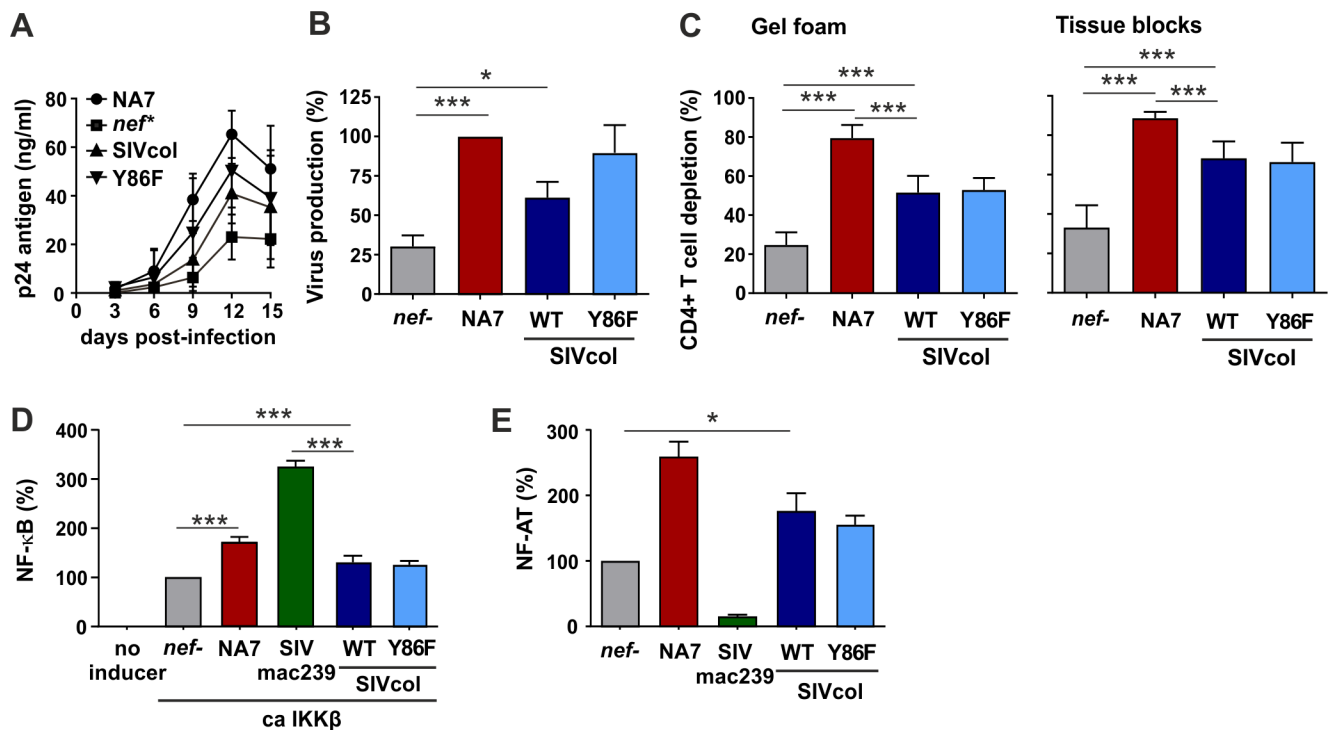 A
p24 antigen (ng/ml)
80
60
40
20
0
NA7
nef*
SIVcol
Y86F
0 3 6 9 12 15
days post-infection
B
Virus production (%)
125
100
75
50
25
0
*
***
nef- NA7 WT Y86F
SIVcol
C
Gel foam
CD4+ T cell depletion (%)
100
80
60
40
20
0
***
*** ***
nef- NA7 WT Y86F
SIVcol
Tissue blocks
***
*** ***
nef- NA7 WT Y86F
SIVcol
D
NF-κB (%)
400
300
200
100
0
***
***
***
no inducer
nef- NA7 SIV mac239 WT Y86F
SIVcol
ca IKKβ
E
NF-AT (%)
300
200
100
0
*
nef- NA7 SIV mac239 WT Y86F
SIVcol